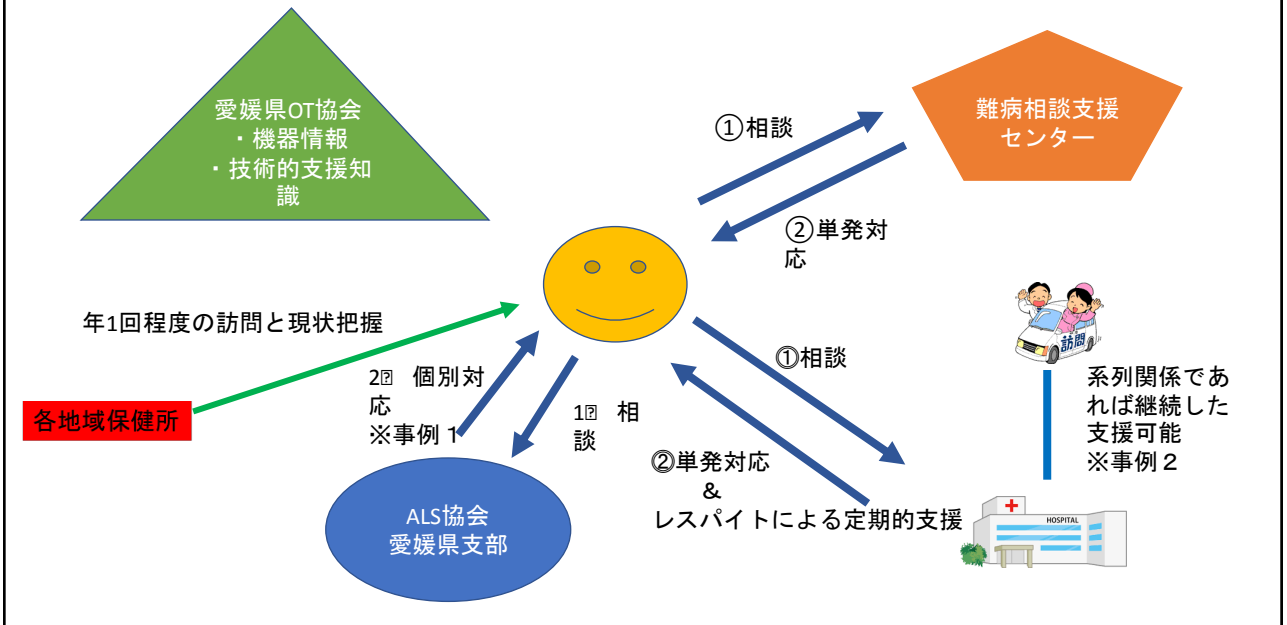 愛媛県OT協会
・機器情報
・技術的支援知
識
難病相談支援
センター
①相談
②単発対
応
年1回程度の訪問と現状把握
各地域保健所
2⃞ 個別対
応
※事例１
1⃞ 相
談
ALS協会
愛媛県支部
①相談
②単発対応
＆
レスパイトによる定期的支援
訪問
系列関係であ
れば継続した
支援可能
※事例２
HOSPITAL